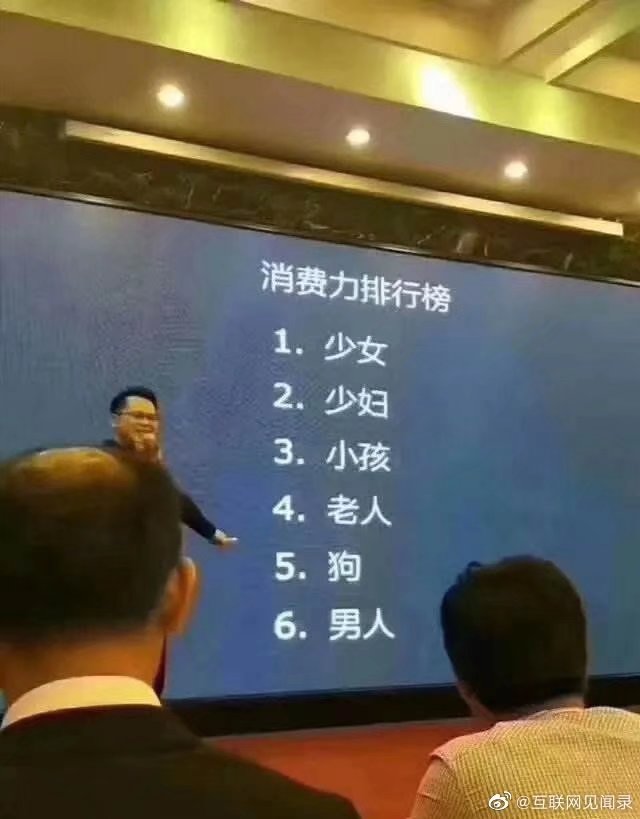 消费力排行榜
1. 少女
2. 少妇
3. 小孩
4. 老人
5. 狗
6. 男人
@互联网见闻录